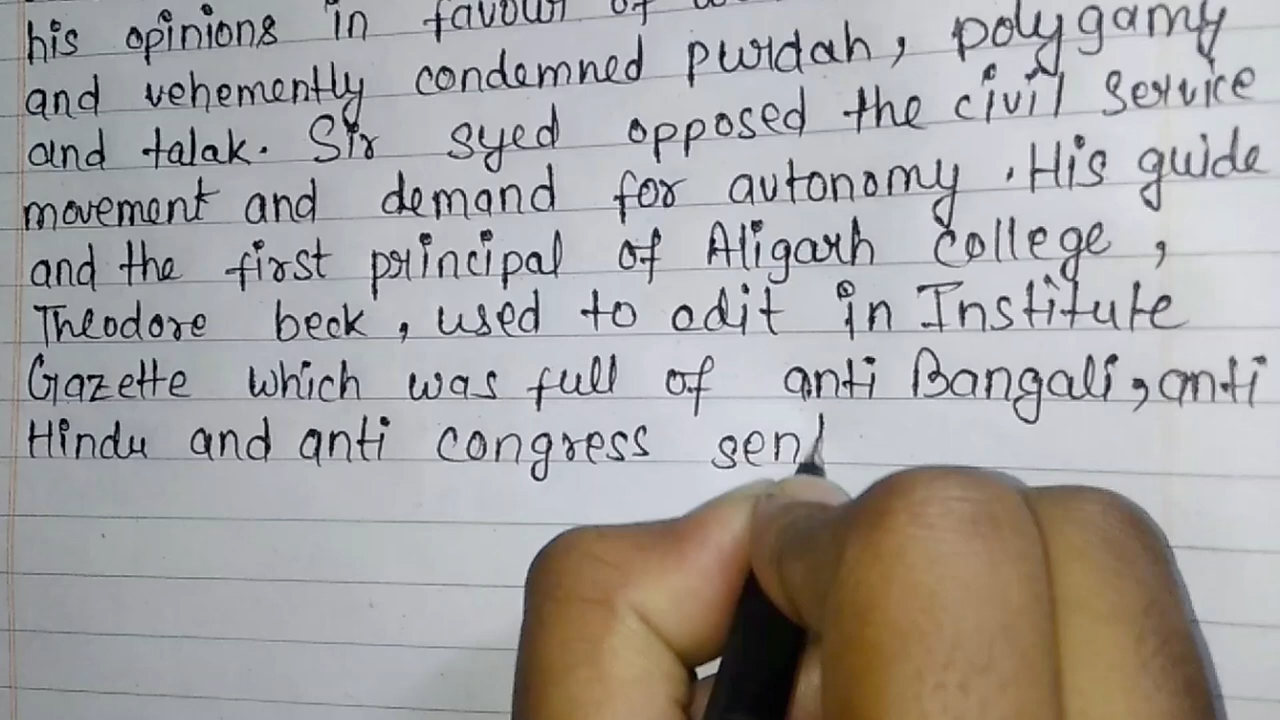 his opinions in favour of
and vehemently condemned purdah, polygamy
and talak. Sir syed opposed the civil service
movement and demand for autonomy. His guide
and the first principal of Aligarh College,
Theodore beck, used to edit in Institute
Gazette which was full of anti Bangali, anti
Hindu and anti congress sent